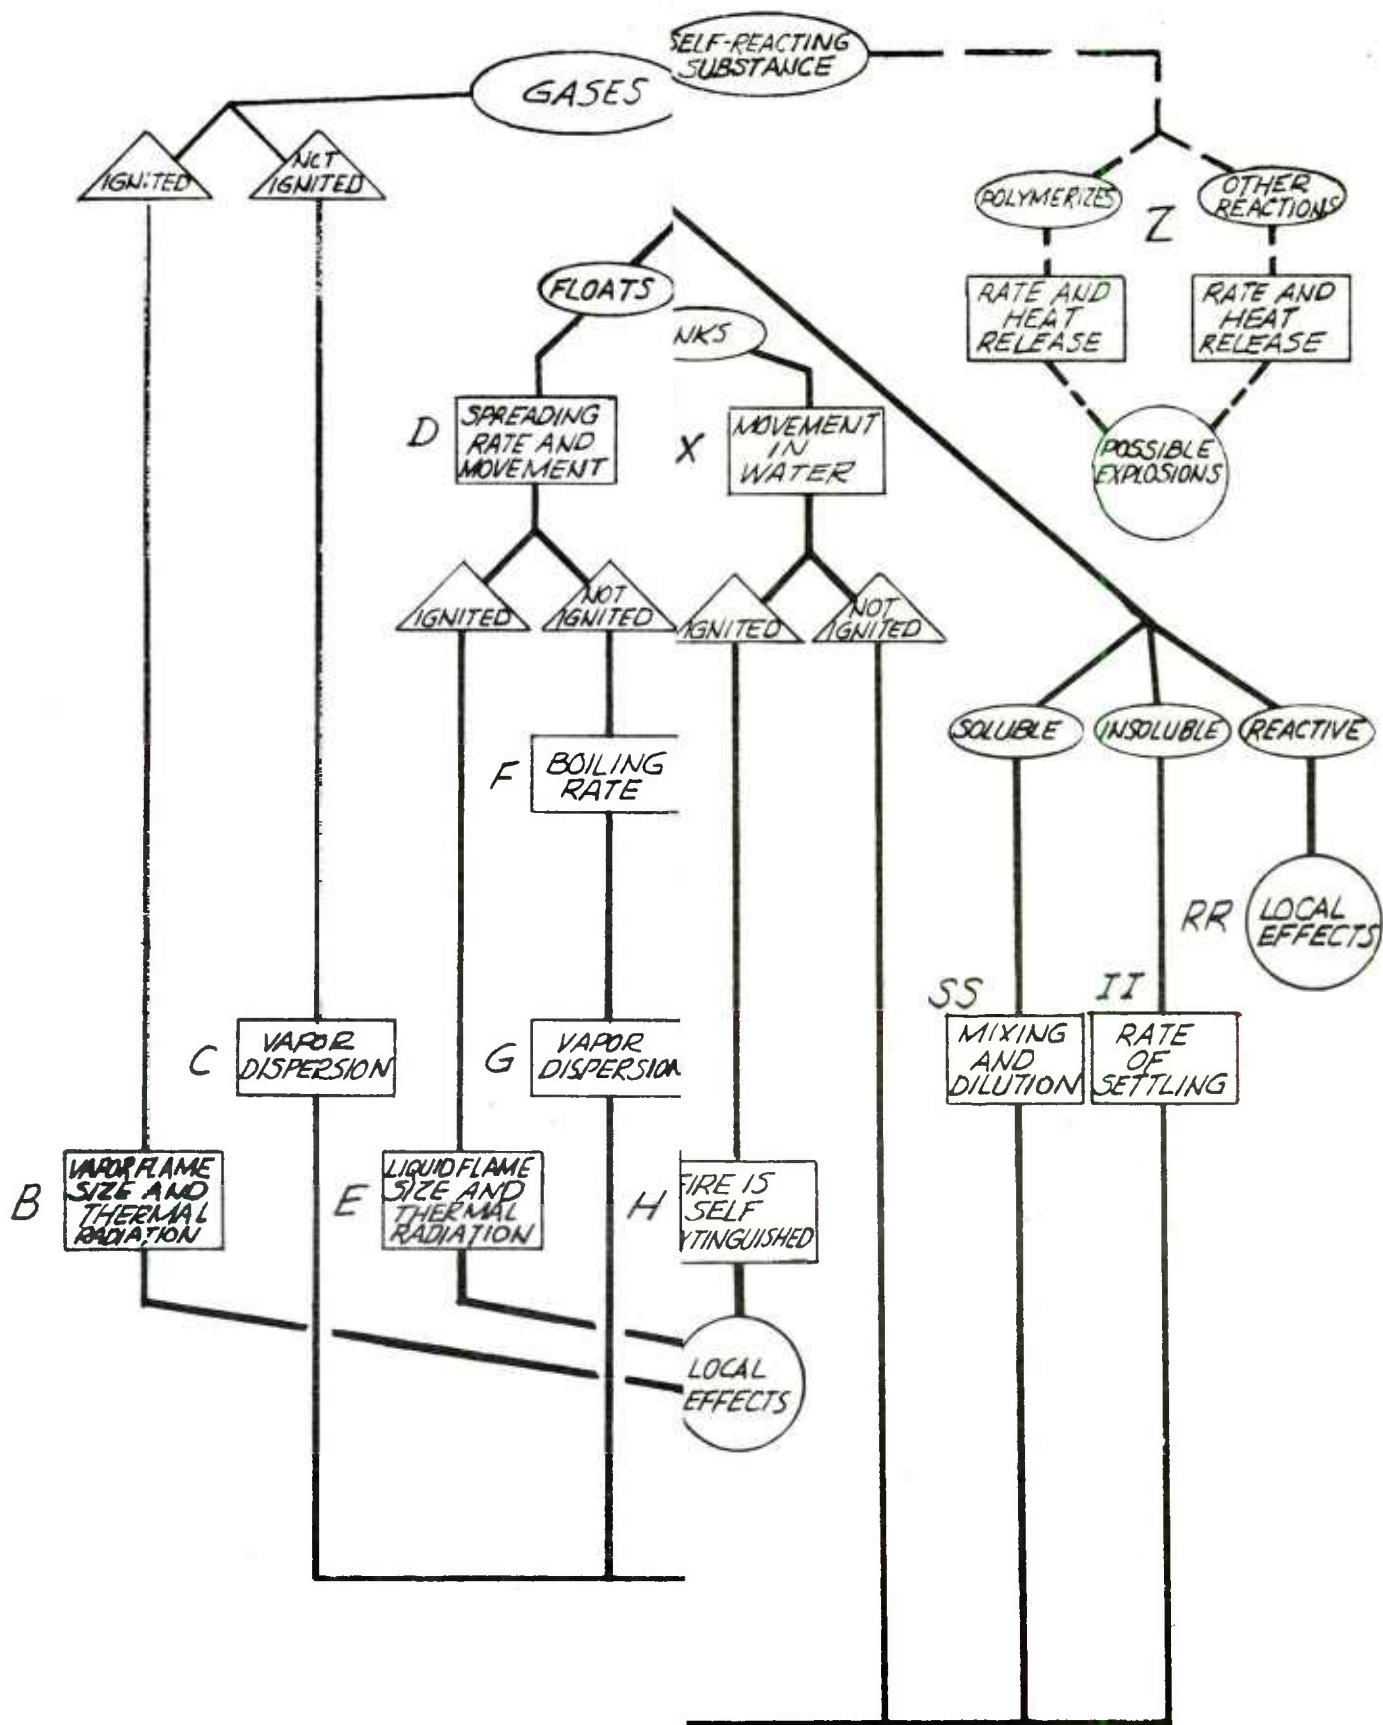 SELF-REACTING
SUBSTANCE
GASES
IGNITED
NOT
IGNITED
POLYMERIZES
Z
OTHER
REACTIONS
FLOATS
NKS
RATE AND
HEAT
RELEASE
RATE AND
HEAT
RELEASE
D
SPREADING
RATE AND
MOVEMENT
X
MOVEMENT
IN
WATER
POSSIBLE
EXPLOSIONS
IGNITED
NOT
IGNITED
IGNITED
NOT
IGNITED
SOLUBLE
INSOLUBLE
REACTIVE
F
BOILING
RATE
RR
LOCAL
EFFECTS
SS
II
C
VAPOR
DISPERSION
G
VAPOR
DISPERSION
MIXING
AND
DILUTION
RATE
OF
SETTLING
B
VAPOR FLAME
SIZE AND
THERMAL
RADIATION
E
LIQUID FLAME
SIZE AND
THERMAL
RADIATION
H
FIRE IS
SELF
XTINGUISHED
LOCAL
EFFECTS